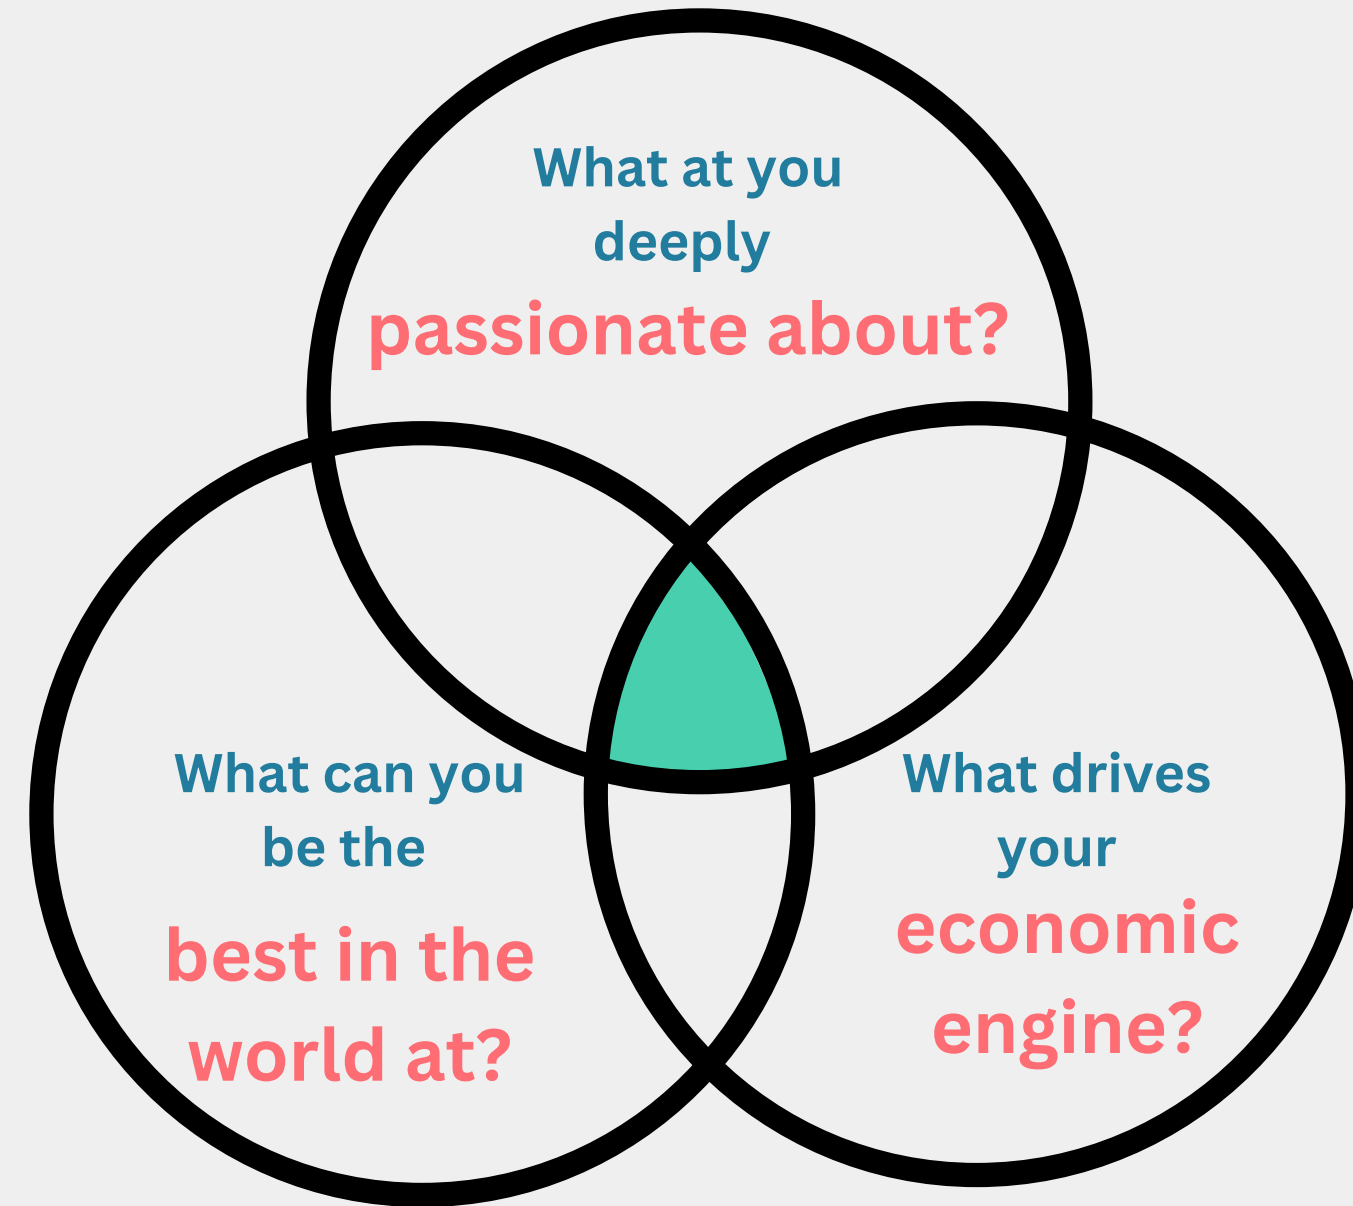 What at you
deeply
passionate about?
What can you
be the
best in the
world at?
What drives
your
economic
engine?